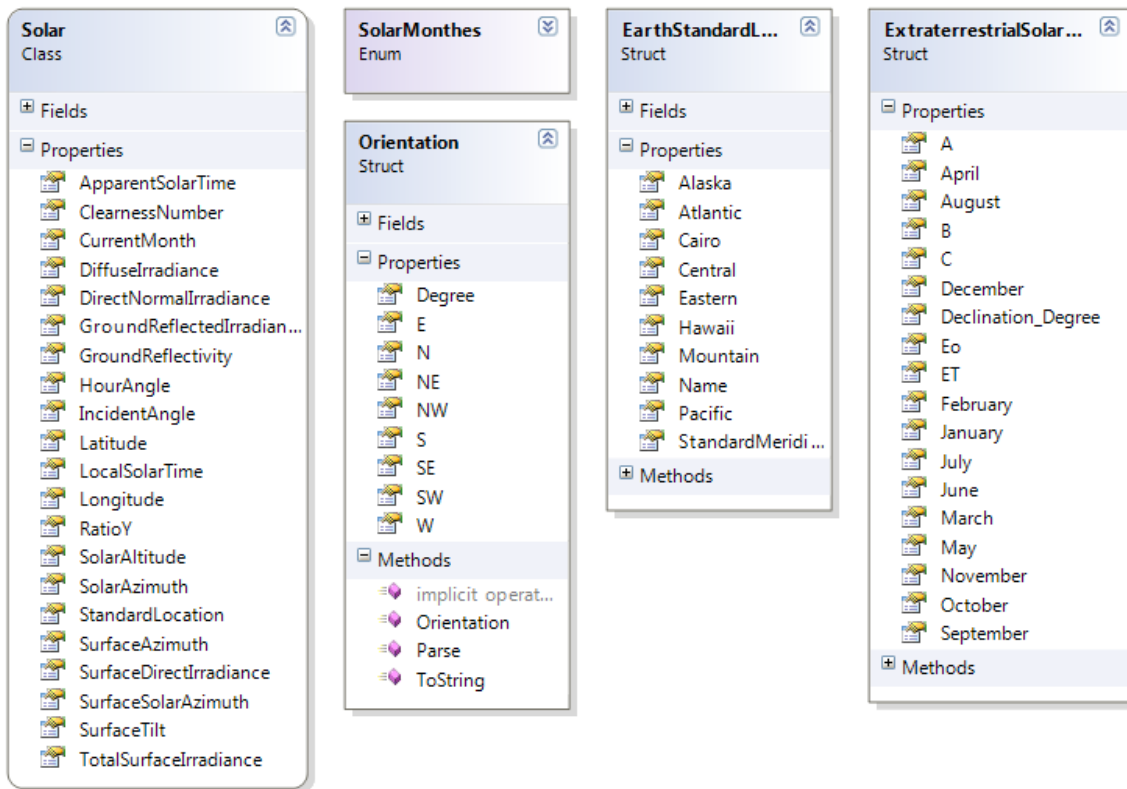 Solar
Class
Fields
Properties
ApparentSolarTime
ClearnessNumber
CurrentMonth
DiffuseIrradiance
DirectNormalIrradiance
GroundReflectedIrradian...
GroundReflectivity
HourAngle
IncidentAngle
Latitude
LocalSolarTime
Longitude
RatioY
SolarAltitude
SolarAzimuth
StandardLocation
SurfaceAzimuth
SurfaceDirectIrradiance
SurfaceSolarAzimuth
SurfaceTilt
TotalSurfaceIrradiance
SolarMonthes
Enum
Orientation
Struct
Fields
Properties
Degree
E
N
NE
NW
S
SE
SW
W
Methods
implicit operat...
Orientation
Parse
ToString
EarthStandardL...
Struct
Fields
Properties
Alaska
Atlantic
Cairo
Central
Eastern
Hawaii
Mountain
Name
Pacific
StandardMeridi...
Methods
ExtraterrestrialSolar...
Struct
Properties
A
April
August
B
C
December
Declination_Degree
Eo
ET
February
January
July
June
March
May
November
October
September
Methods